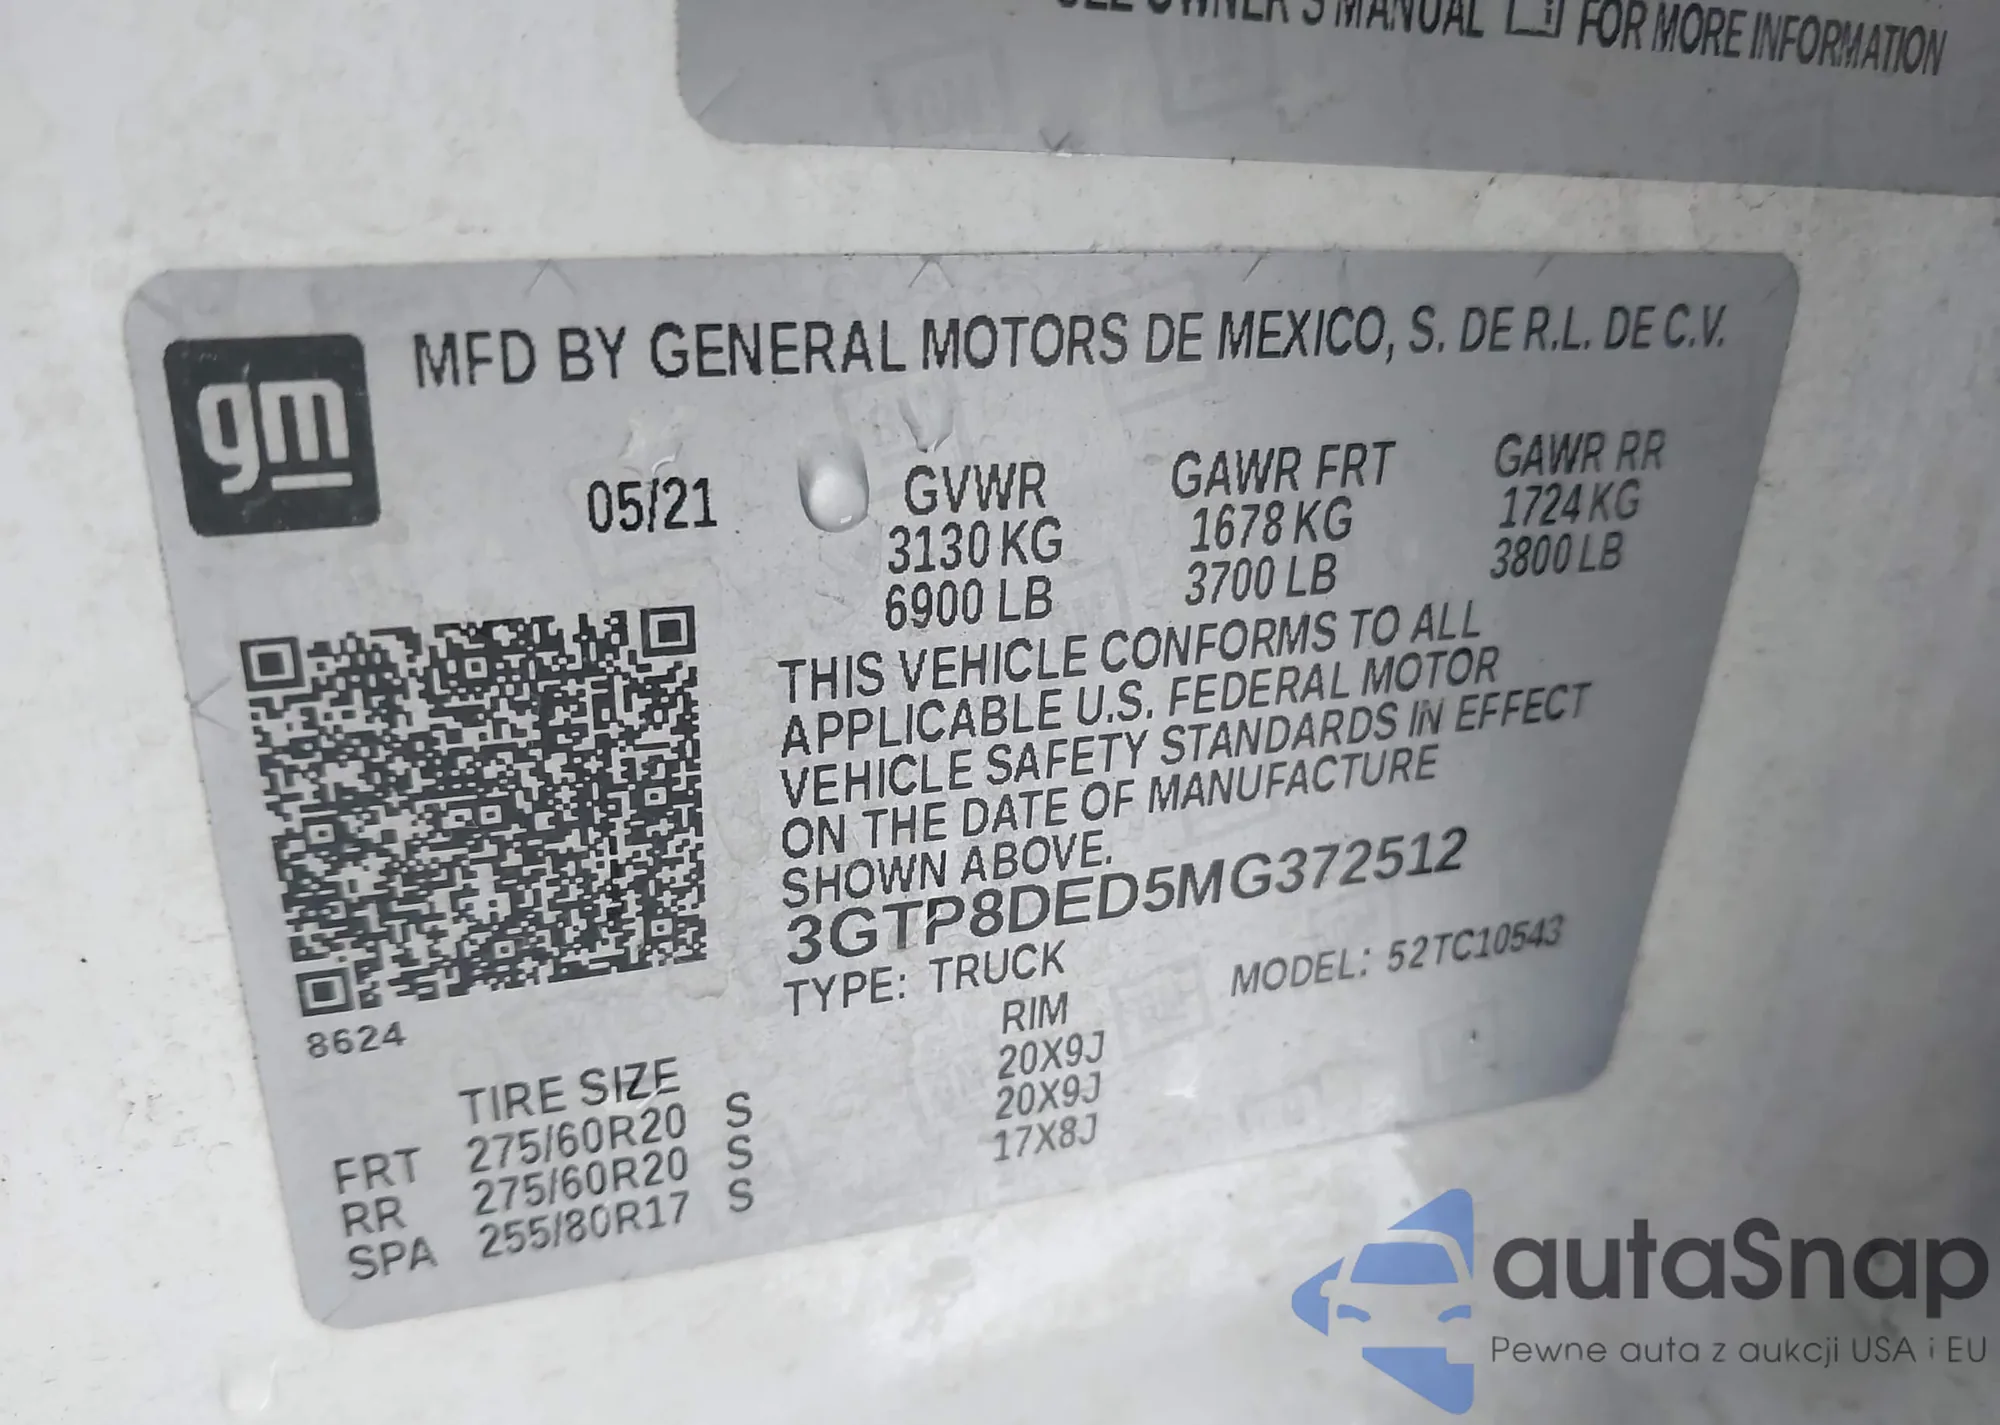 SEE OWNER'S MANUAL FOR MORE INFORMATION
gm
MFD BY GENERAL MOTORS DE MEXICO, S. DE R.L. DE C.V.
05/21
GVWR GAWR FRT GAWR RR
3130 KG 1678 KG 1724 KG
6900 LB 3700 LB 3800 LB
THIS VEHICLE CONFORMS TO ALL
APPLICABLE U.S. FEDERAL MOTOR
VEHICLE SAFETY STANDARDS IN EFFECT
ON THE DATE OF MANUFACTURE
SHOWN ABOVE.
3GTP8DED5MG372512
TYPE: TRUCK MODEL: 52TC10543
8624
TIRE SIZE RIM
FRT 275/60R20 S 20X9J
RR 275/60R20 S 20X9J
SPA 255/80R17 S 17X8J
autaSnap
Pewne auta z aukcji USA i EU